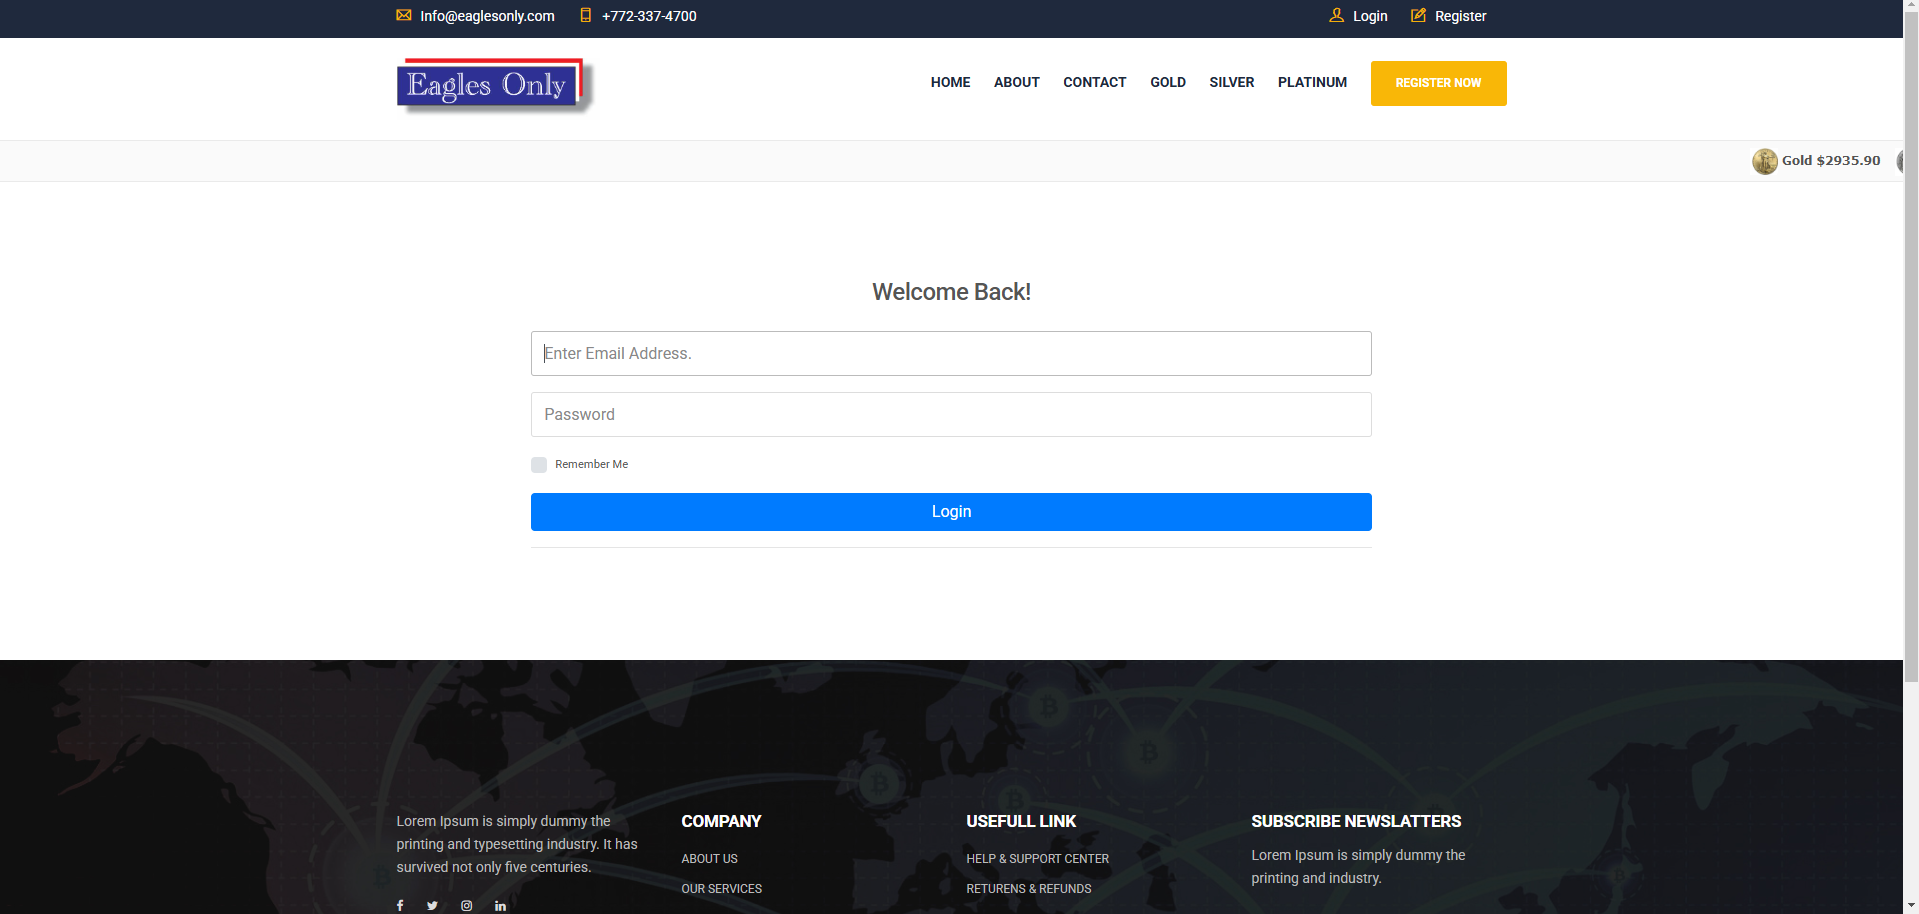 Info@eaglesonly.com +772-337-4700 Login Register
Eagles Only
HOME ABOUT CONTACT GOLD SILVER PLATINUM REGISTER NOW
Gold $2935.90
Welcome Back!
Enter Email Address.
Password
Remember Me
Login
Lorem Ipsum is simply dummy the
printing and typesetting industry. It has
survived not only five centuries.
COMPANY
ABOUT US
OUR SERVICES
USEFULL LINK
HELP & SUPPORT CENTER
RETURENS & REFUNDS
SUBSCRIBE NEWSLATTERS
Lorem Ipsum is simply dummy the
printing and industry.